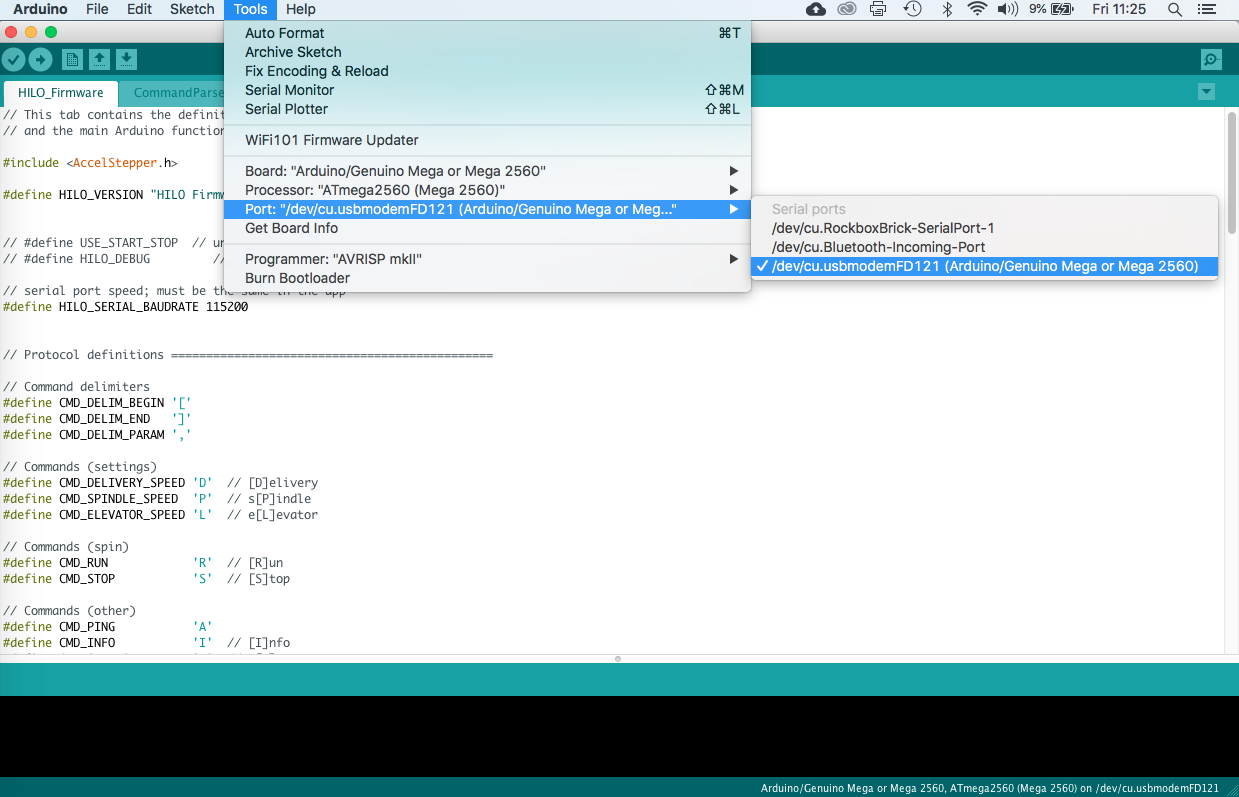 Arduino File Edit Sketch Tools Help 9% Fri 11:25
Auto Format ⌘T
Archive Sketch
Fix Encoding & Reload
Serial Monitor ⇧⌘M
Serial Plotter ⇧⌘L
WiFi101 Firmware Updater
Board: "Arduino/Genuino Mega or Mega 2560"
Processor: "ATmega2560 (Mega 2560)"
Port: "/dev/cu.usbmodemFD121 (Arduino/Genuino Mega or Meg..."
Get Board Info
Programmer: "AVRISP mkII"
Burn Bootloader
Serial ports
/dev/cu.RockboxBrick-SerialPort-1
/dev/cu.Bluetooth-Incoming-Port
✓ /dev/cu.usbmodemFD121 (Arduino/Genuino Mega or Mega 2560)
HILO_Firmware CommandParse
// This tab contains the definit
// and the main Arduino function
#include <AccelStepper.h>
#define HILO_VERSION "HILO Firmw
// #define USE_START_STOP // un
// #define HILO_DEBUG //
// serial port speed; must be the same in the app
#define HILO_SERIAL_BAUDRATE 115200
// Protocol definitions ==============================================
// Command delimiters
#define CMD_DELIM_BEGIN '['
#define CMD_DELIM_END ']'
#define CMD_DELIM_PARAM ','
// Commands (settings)
#define CMD_DELIVERY_SPEED 'D' // [D]elivery
#define CMD_SPINDLE_SPEED 'P' // s[P]indle
#define CMD_ELEVATOR_SPEED 'L' // e[L]evator
// Commands (spin)
#define CMD_RUN 'R' // [R]un
#define CMD_STOP 'S' // [S]top
// Commands (other)
#define CMD_PING 'A'
#define CMD_INFO 'I' // [I]nfo
Arduino/Genuino Mega or Mega 2560, ATmega2560 (Mega 2560) on /dev/cu.usbmodemFD121